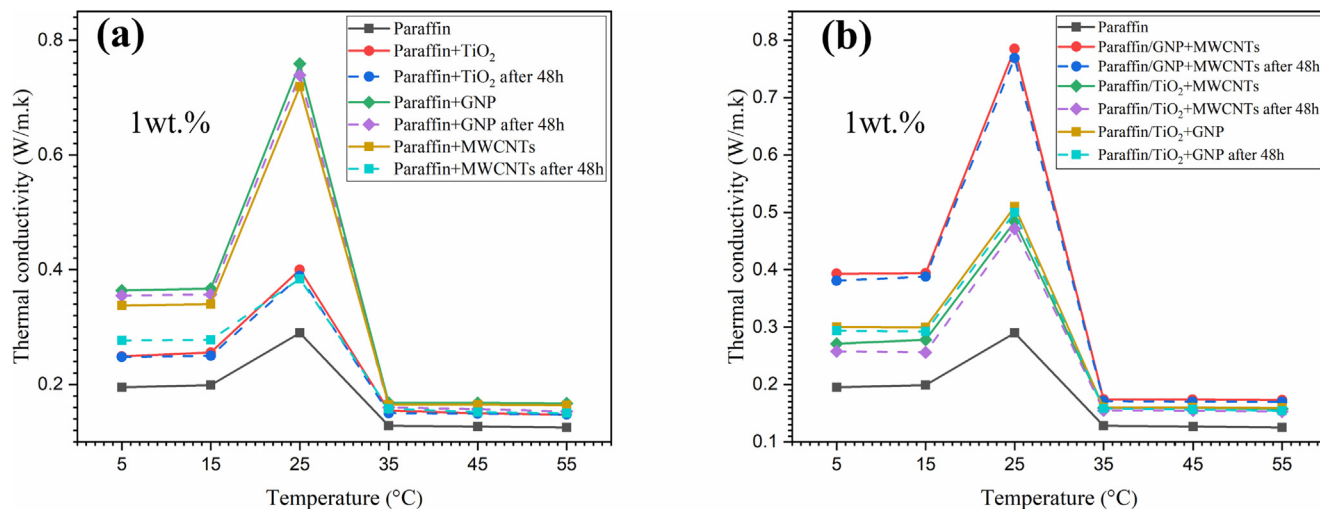 (a)
1wt.%
Paraffin
Paraffin+TiO₂
Paraffin+TiO₂ after 48h
Paraffin+GNP
Paraffin+GNP after 48h
Paraffin+MWCNTs
Paraffin+MWCNTs after 48h
Thermal conductivity (W/m.k)
0.8
0.6
0.4
0.2
5 15 25 35 45 55
Temperature (°C)
(b)
1wt.%
Paraffin
Paraffin/GNP+MWCNTs
Paraffin/GNP+MWCNTs after 48h
Paraffin/TiO₂+MWCNTs
Paraffin/TiO₂+MWCNTs after 48h
Paraffin/TiO₂+GNP
Paraffin/TiO₂+GNP after 48h
Thermal conductivity (W/m.k)
0.8
0.7
0.6
0.5
0.4
0.3
0.2
0.1
5 15 25 35 45 55
Temperature (°C)